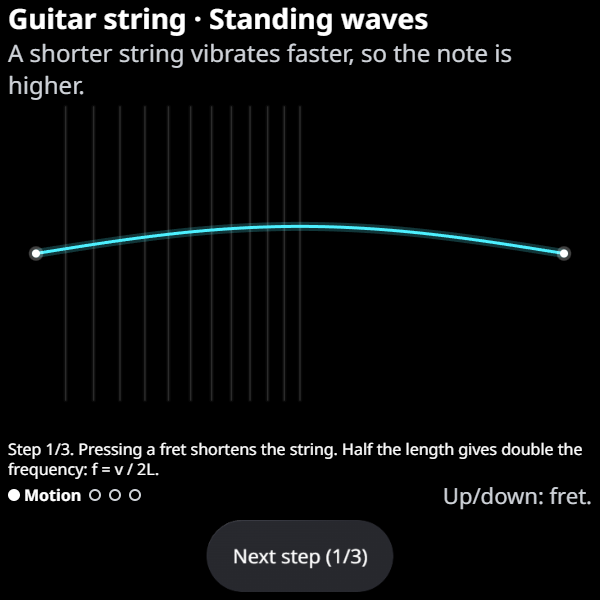 Guitar string · Standing waves
A shorter string vibrates faster, so the note is
higher.
Step 1/3. Pressing a fret shortens the string. Half the length gives double the
frequency: f = v / 2L.
Motion
Up/down: fret.
Next step (1/3)